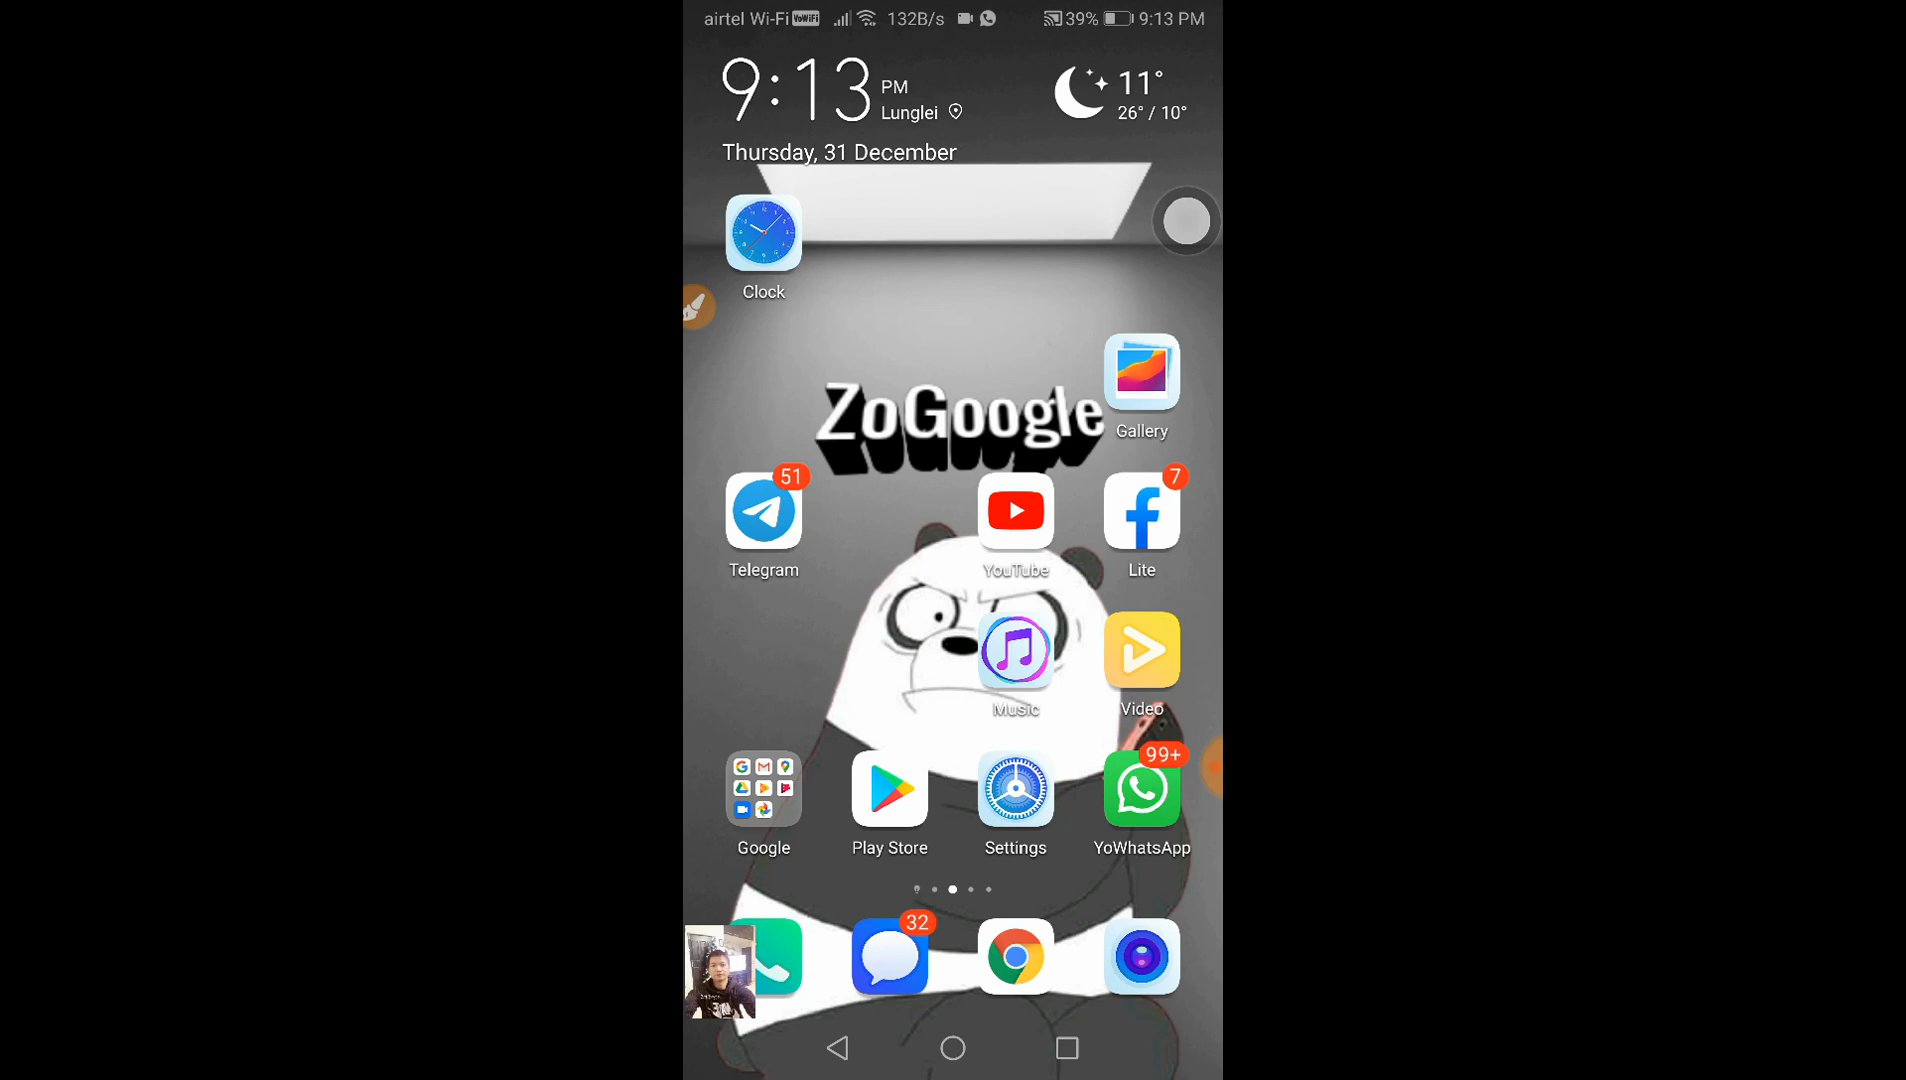 airtel Wi-Fi VoWiFi 132B/s 39% 9:13 PM
9:13 PM
Lunglei
11°
26° / 10°
Thursday, 31 December
Clock
ZoGoogle
Gallery
51
7
Telegram
YouTube
Lite
Music
Video
99+
Google
Play Store
Settings
YoWhatsApp
32